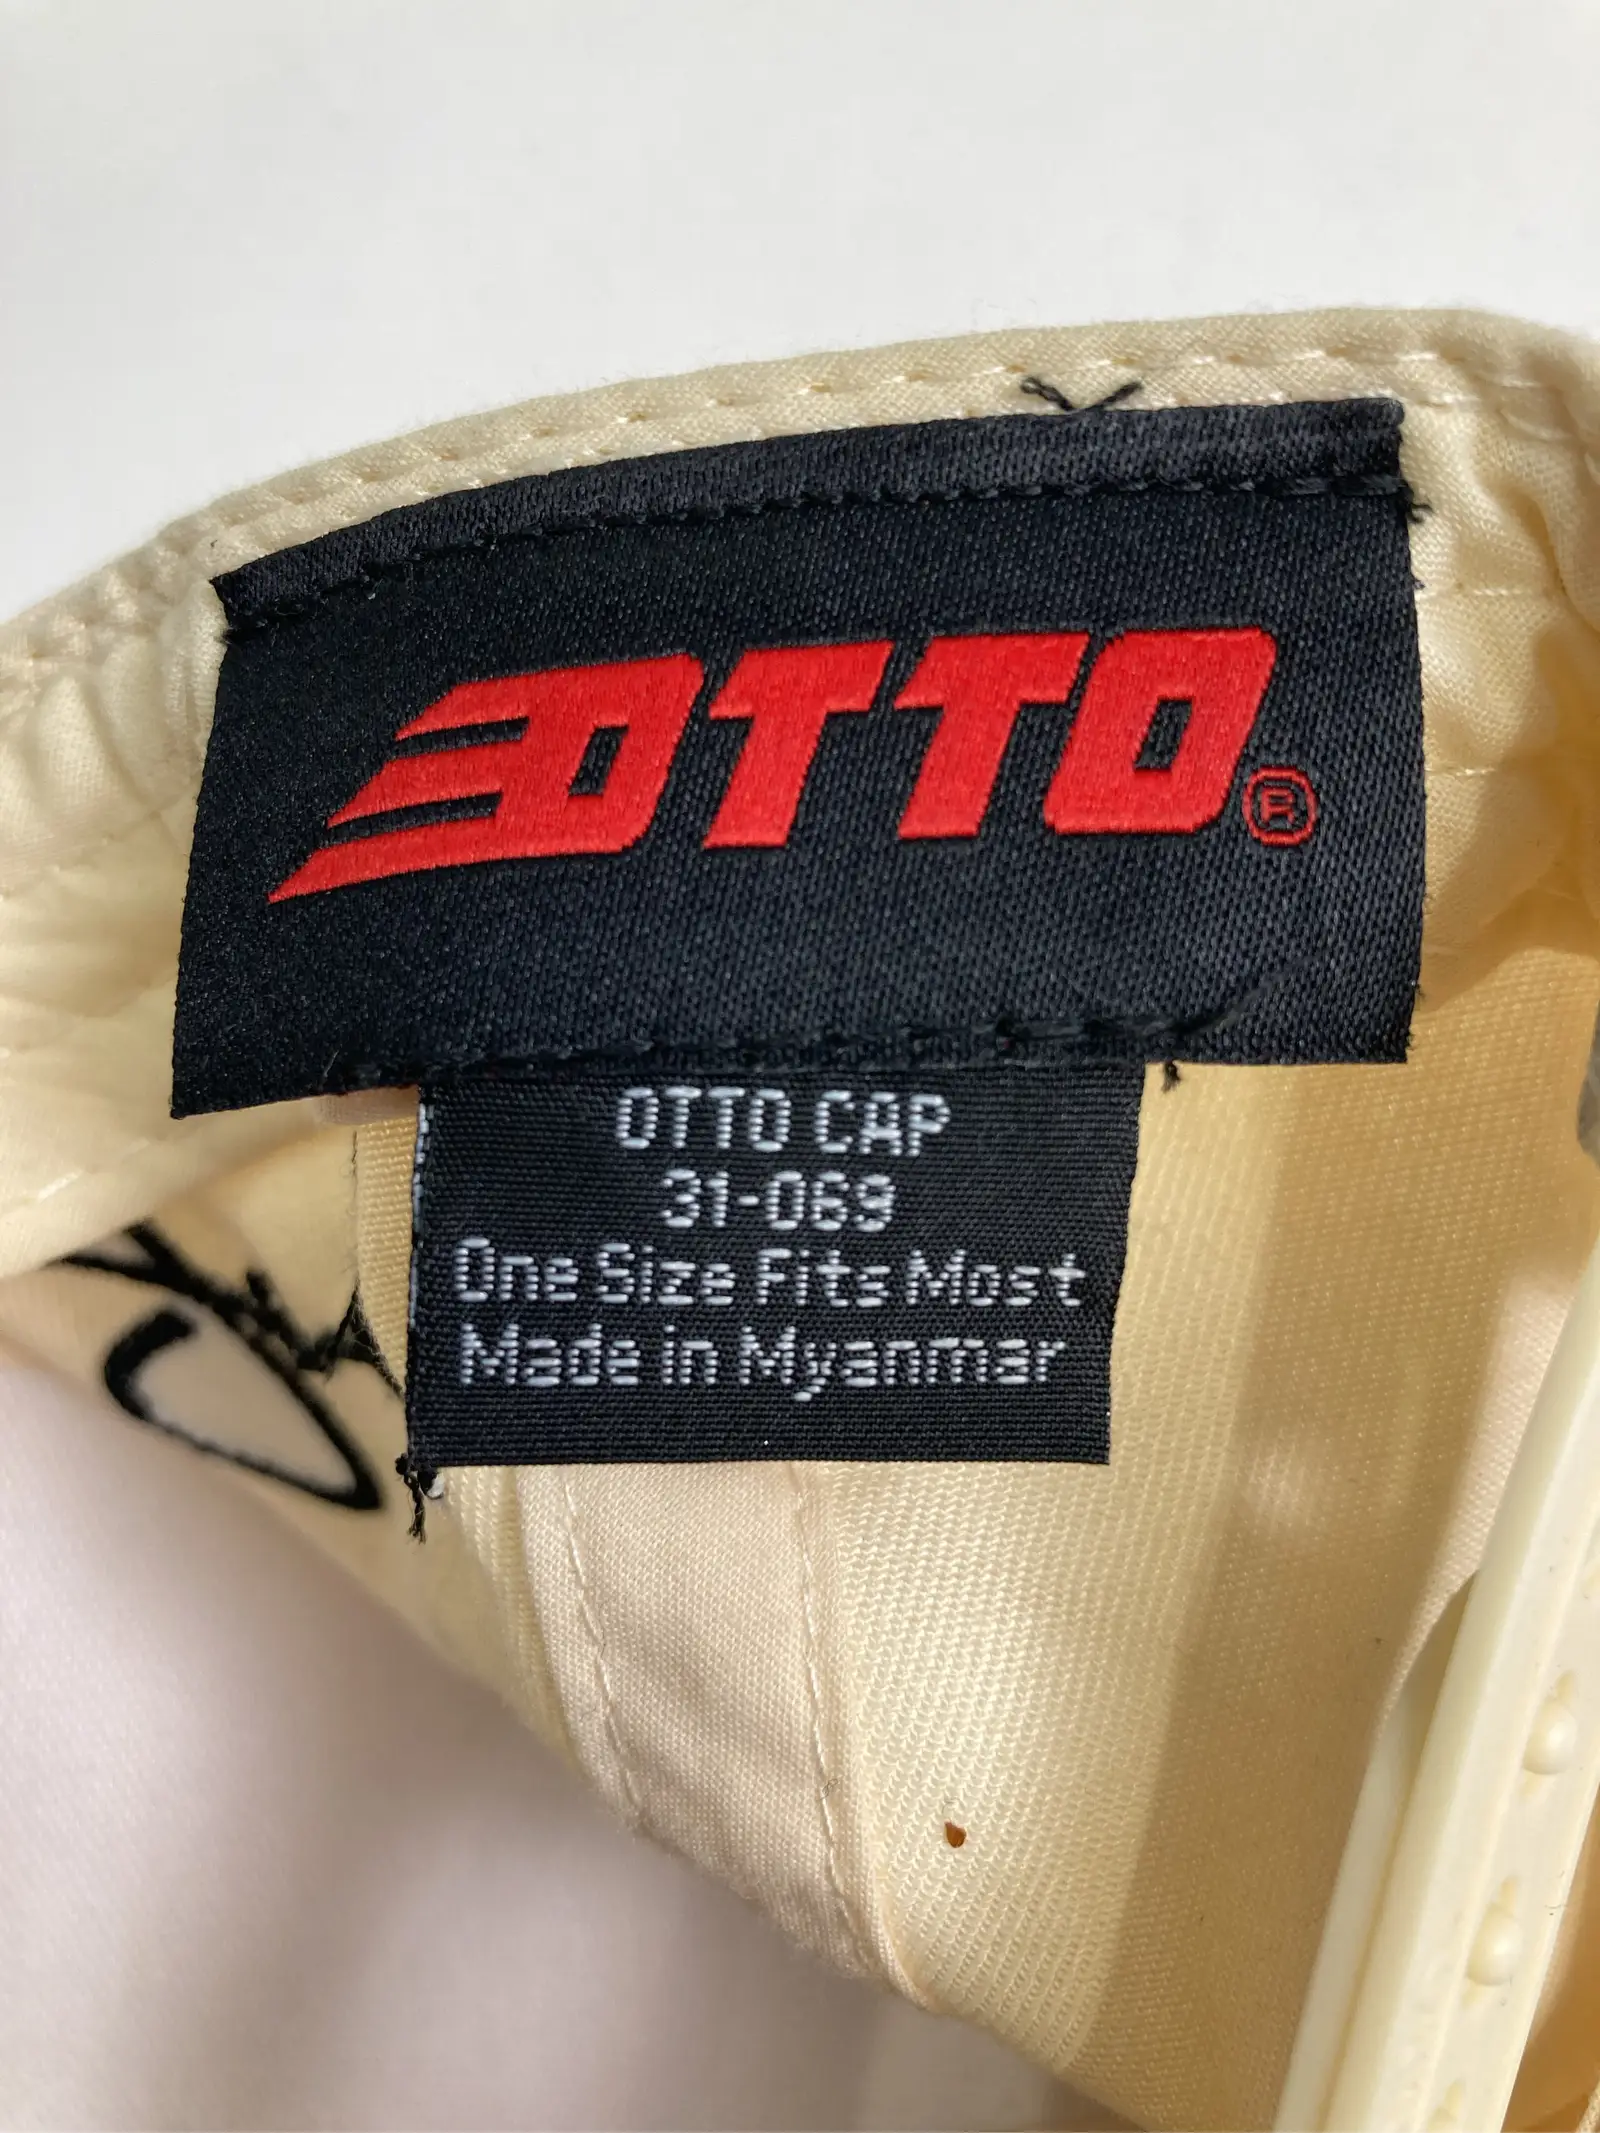 OTTO®
OTTO CAP
31-069
One Size Fits Most
Made in Myanmar